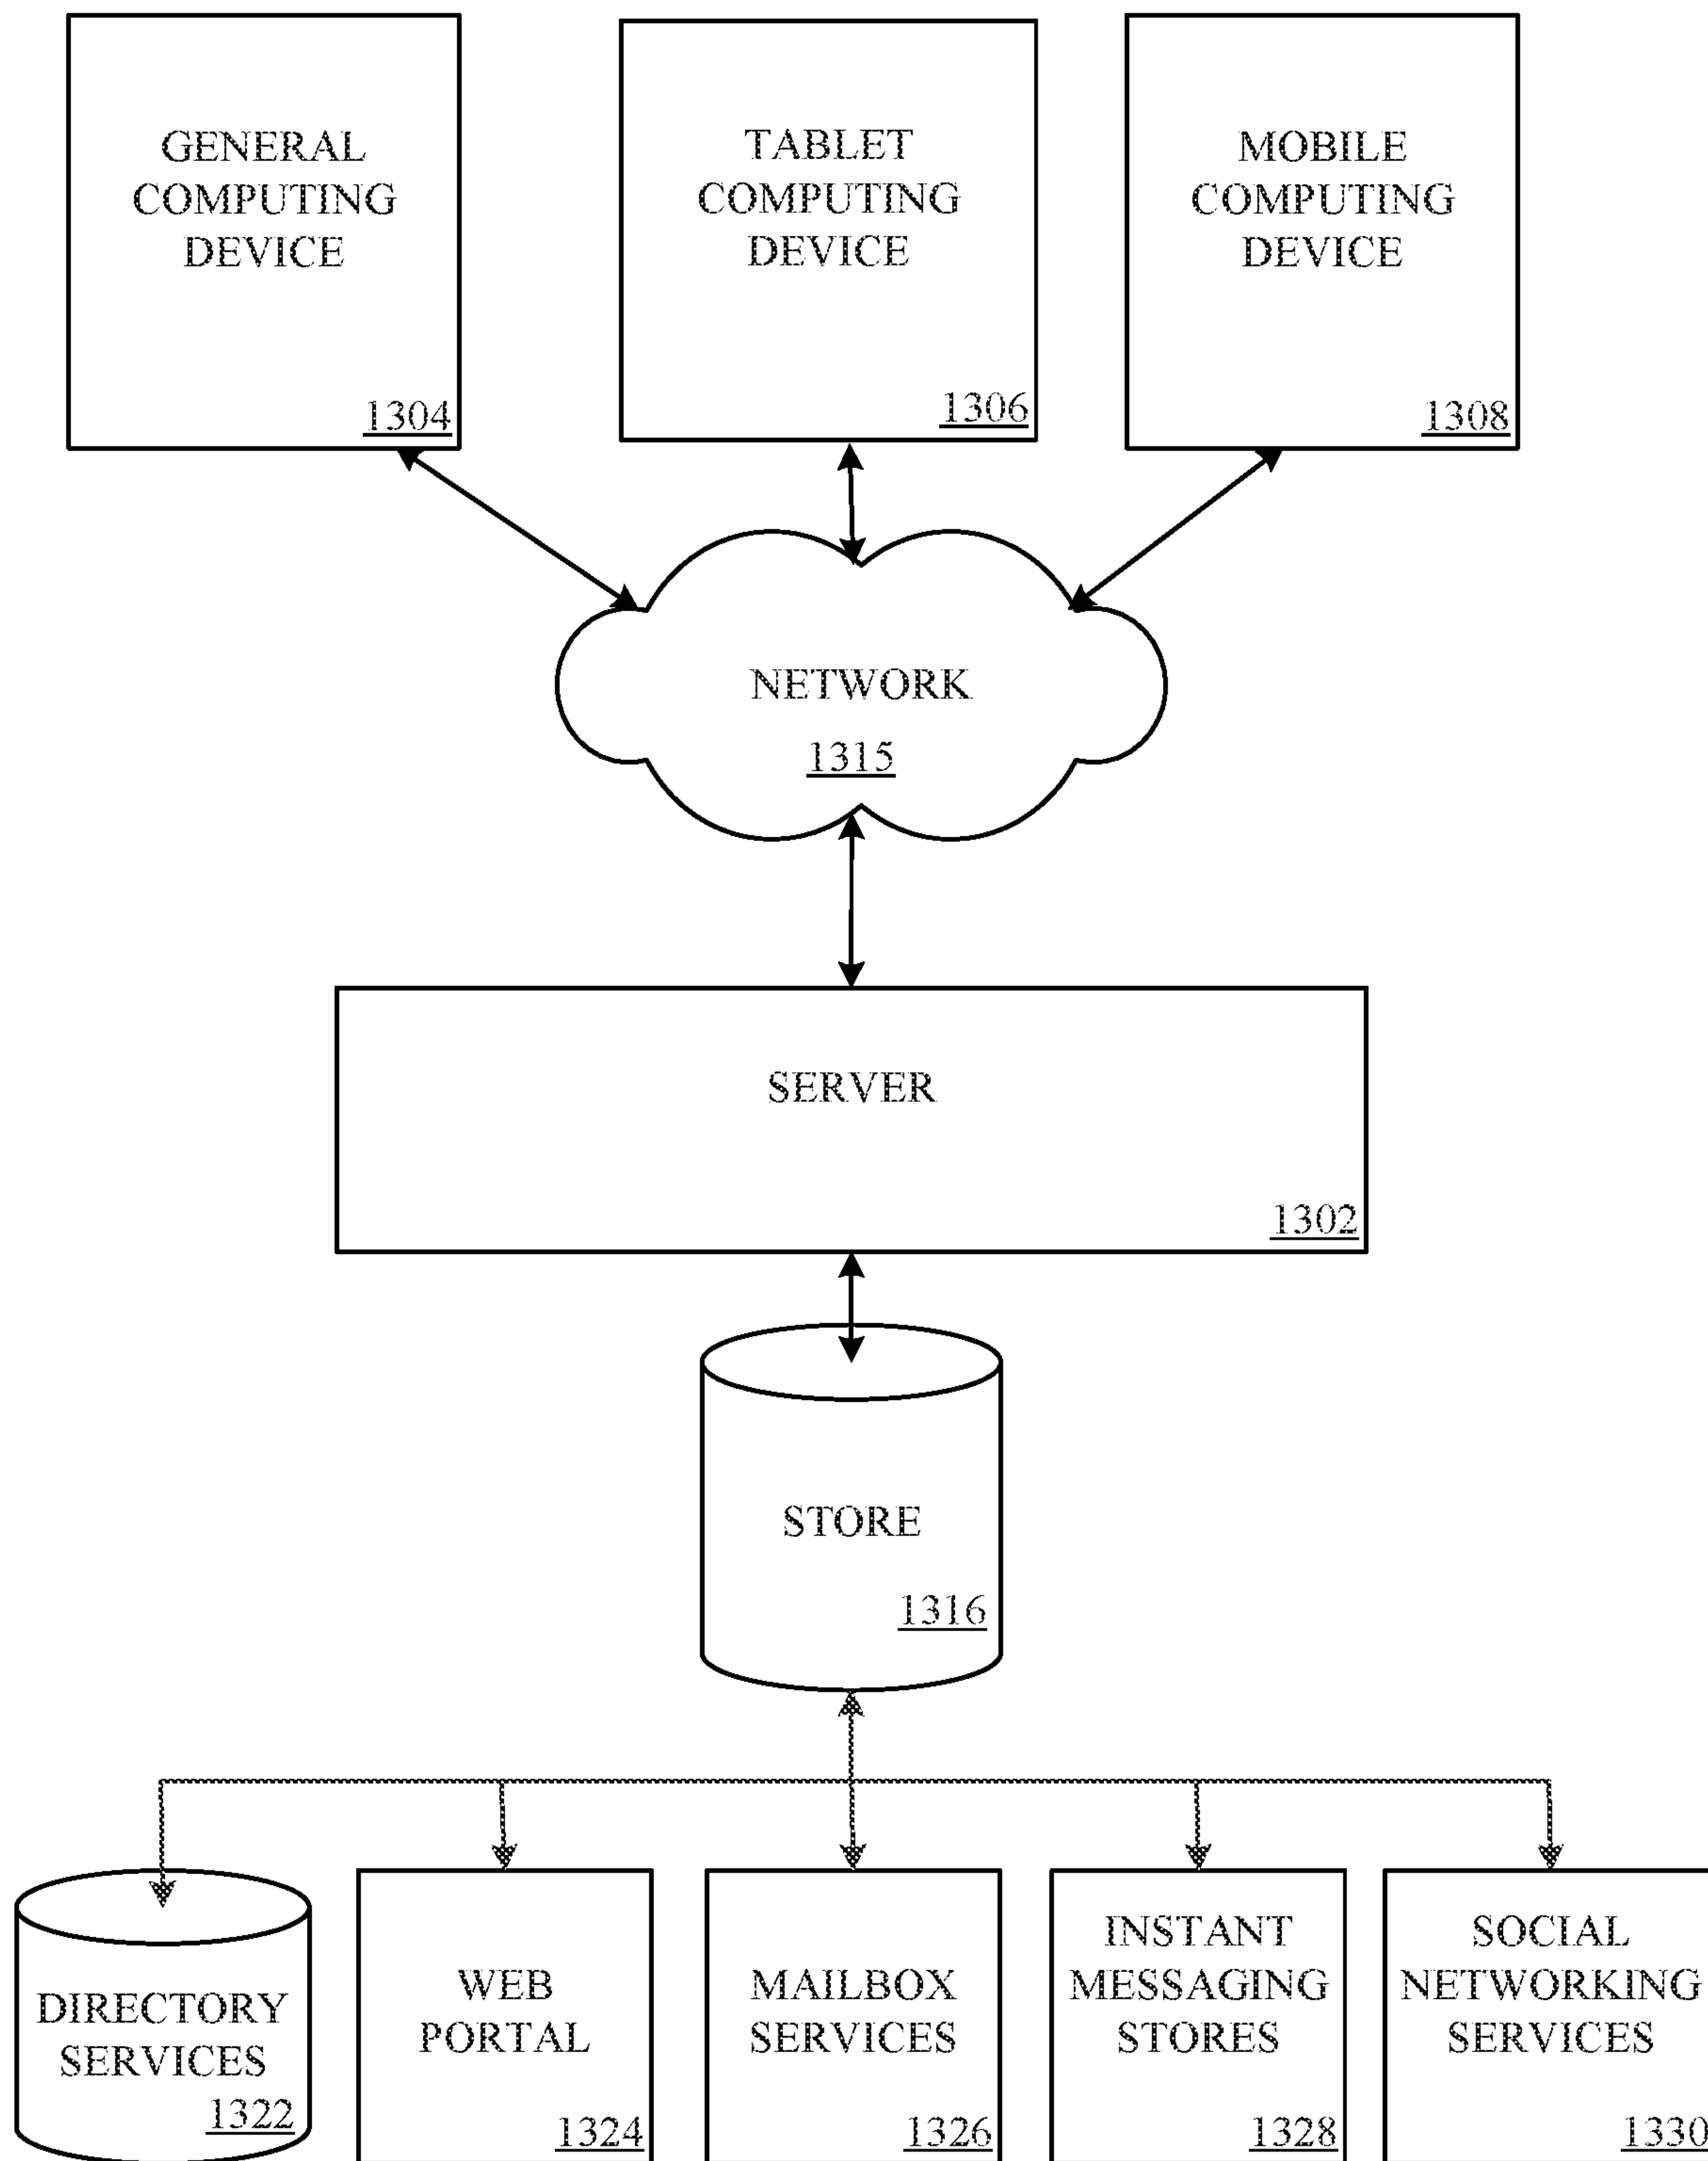 GENERAL
COMPUTING
DEVICE
1304
TABLET
COMPUTING
DEVICE
1306
MOBILE
COMPUTING
DEVICE
1308
NETWORK
1315
SERVER
1302
STORE
1316
DIRECTORY
SERVICES
1322
WEB
PORTAL
1324
MAILBOX
SERVICES
1326
INSTANT
MESSAGING
STORES
1328
SOCIAL
NETWORKING
SERVICES
1330